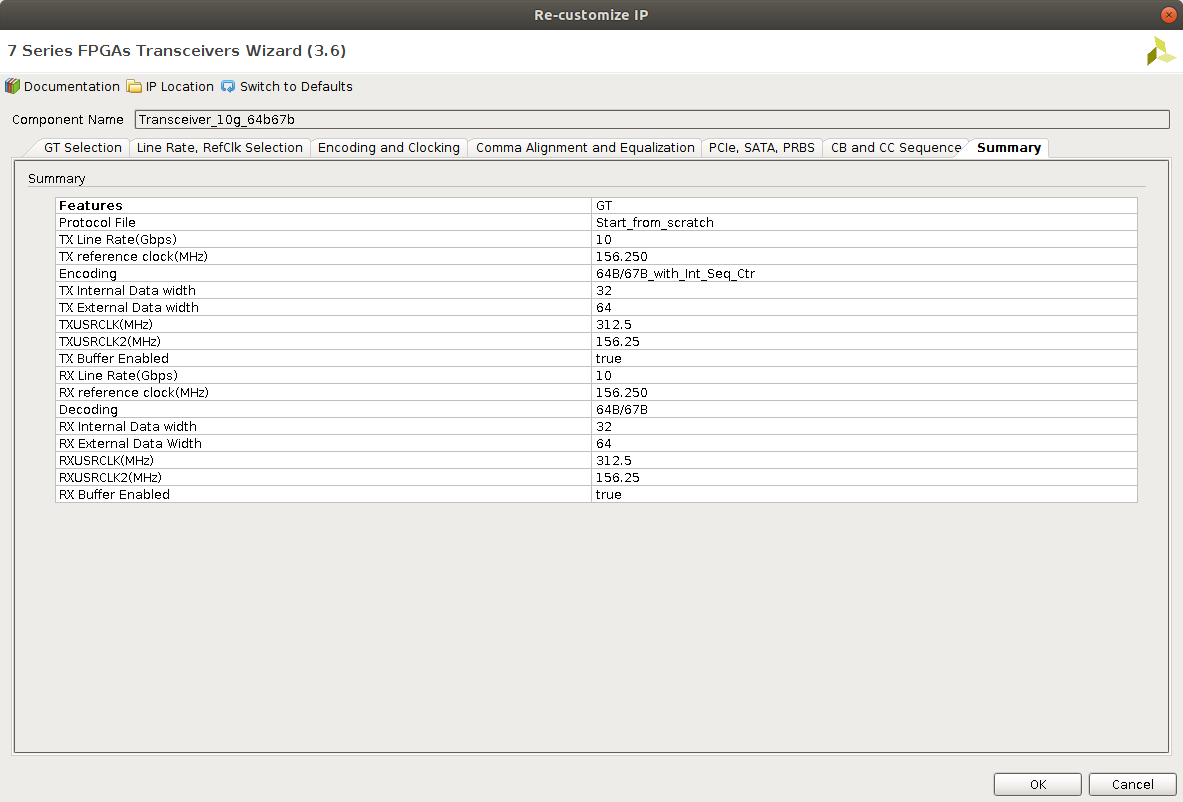 Re-customize IP
7 Series FPGAs Transceivers Wizard (3.6)
Documentation IP Location Switch to Defaults
Component Name Transceiver_10g_64b67b
GT Selection Line Rate, RefClk Selection Encoding and Clocking Comma Alignment and Equalization PCIe, SATA, PRBS CB and CC Sequence Summary
Summary
Features GT
Protocol File Start_from_scratch
TX Line Rate(Gbps) 10
TX reference clock(MHz) 156.250
Encoding 64B/67B_with_Int_Seq_Ctr
TX Internal Data width 32
TX External Data width 64
TXUSRCLK(MHz) 312.5
TXUSRCLK2(MHz) 156.25
TX Buffer Enabled true
RX Line Rate(Gbps) 10
RX reference clock(MHz) 156.250
Decoding 64B/67B
RX Internal Data width 32
RX External Data Width 64
RXUSRCLK(MHz) 312.5
RXUSRCLK2(MHz) 156.25
RX Buffer Enabled true
OK Cancel